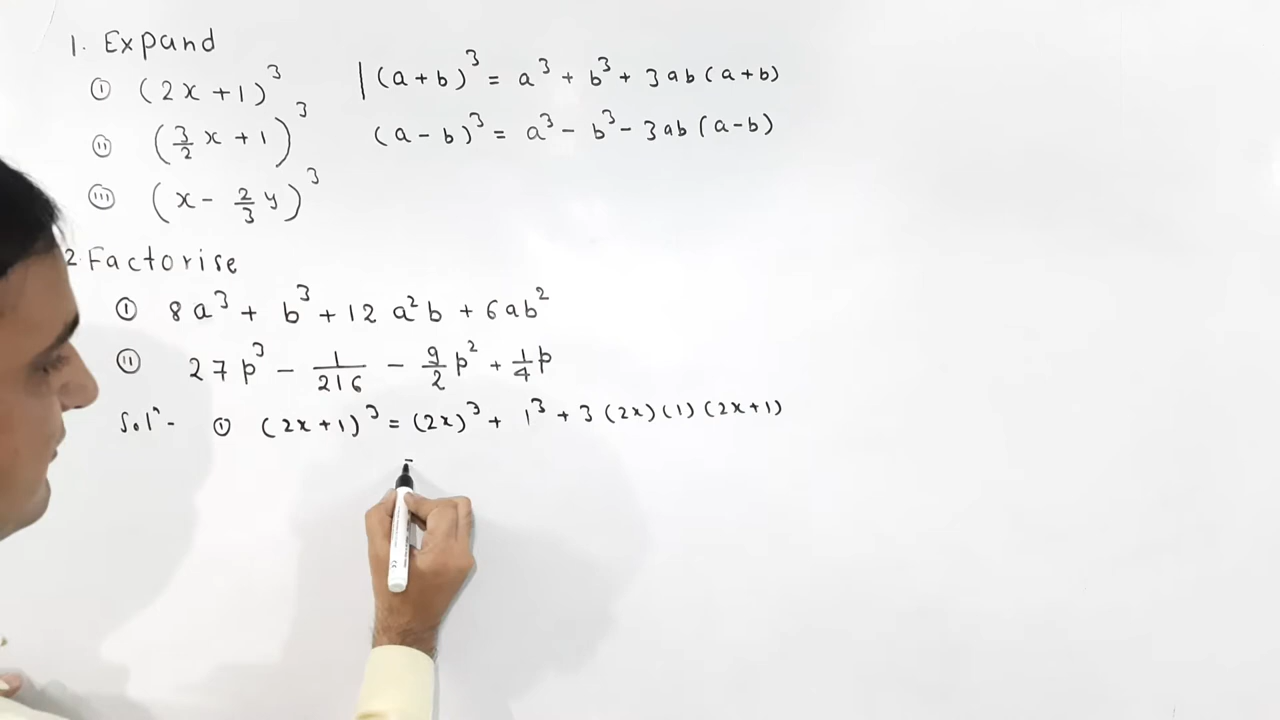 1. Expand
(i) (2x + 1)³ | (a + b)³ = a³ + b³ + 3ab(a + b)
(ii) (3/2 x + 1)³ (a - b)³ = a³ - b³ - 3ab(a - b)
(iii) (x - 2/3 y)³
2. Factorise
(i) 8a³ + b³ + 12a²b + 6ab²
(ii) 27p³ - 1/216 - 9/2 p² + 1/4 p
Solⁿ - (i) (2x + 1)³ = (2x)³ + 1³ + 3(2x)(1)(2x + 1)